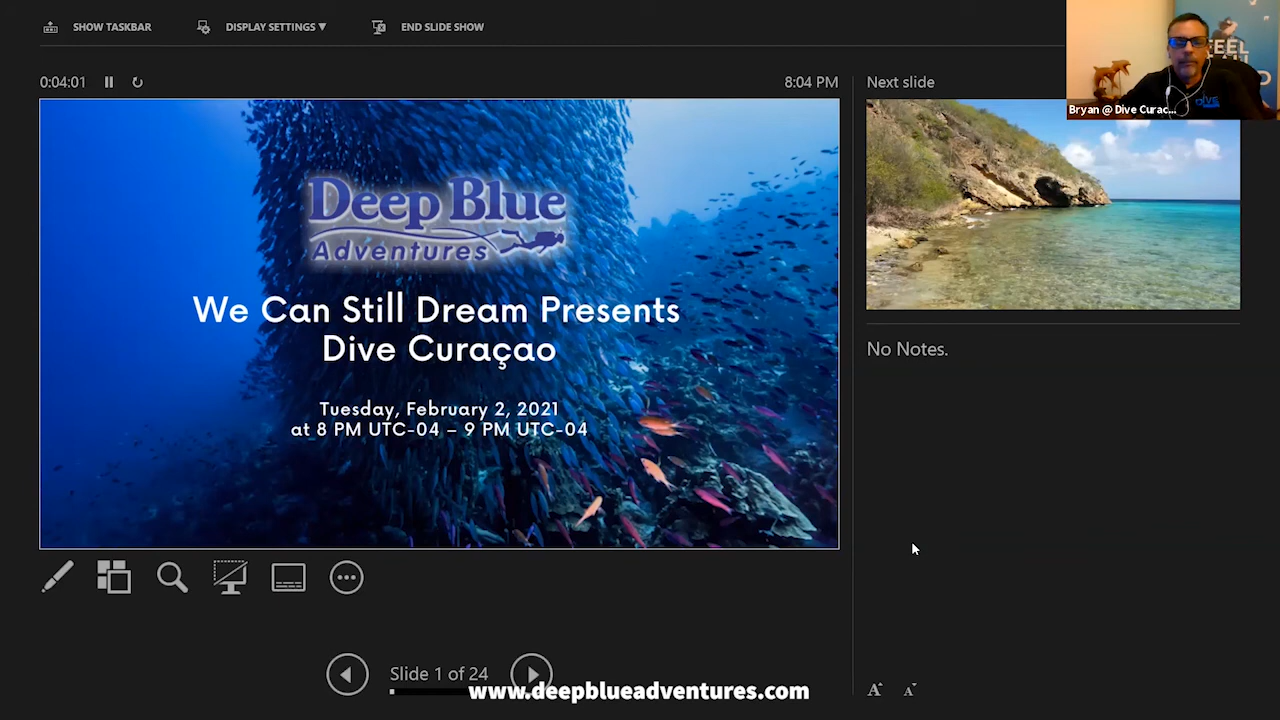 SHOW TASKBAR
DISPLAY SETTINGS ▼
END SLIDE SHOW
0:04:01
8:04 PM
Next slide
FEEL
DIVE
Bryan @ Dive Curac...
Deep Blue
Adventures
We Can Still Dream Presents
Dive Curaçao
Tuesday, February 2, 2021
at 8 PM UTC-04 – 9 PM UTC-04
No Notes.
Slide 1 of 24
www.deepblueadventures.com
A
A